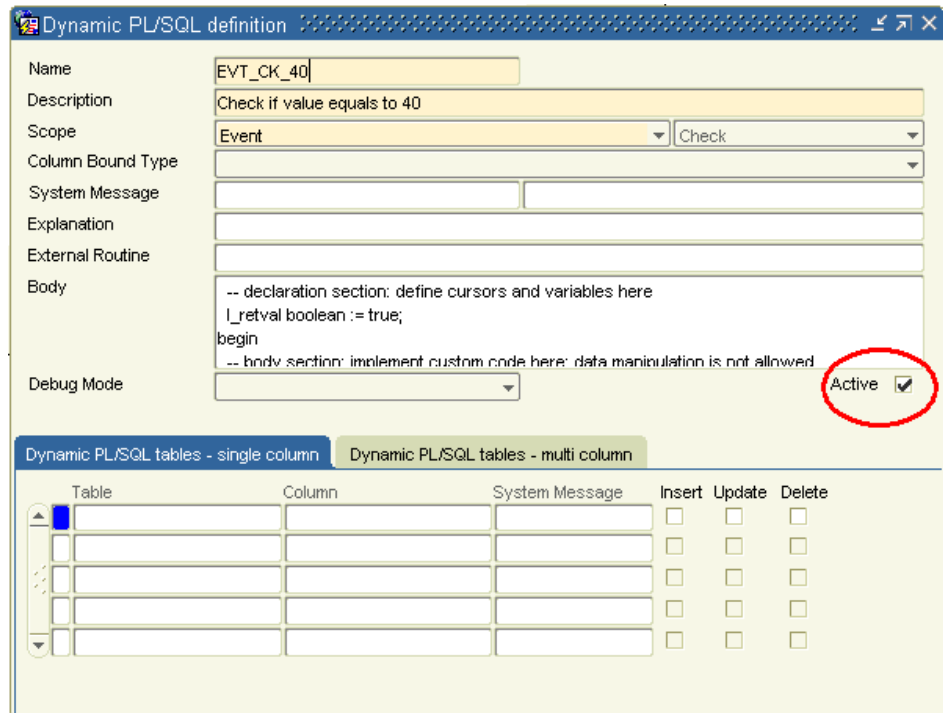 Dynamic PL/SQL definition
Name EVT_CK_40
Description Check if value equals to 40
Scope Event Check
Column Bound Type
System Message
Explanation
External Routine
Body -- declaration section: define cursors and variables here
l_retval boolean := true;
begin
-- body section: implement custom code here; data manipulation is not allowed
Debug Mode Active
Dynamic PL/SQL tables - single column Dynamic PL/SQL tables - multi column
Table Column System Message Insert Update Delete